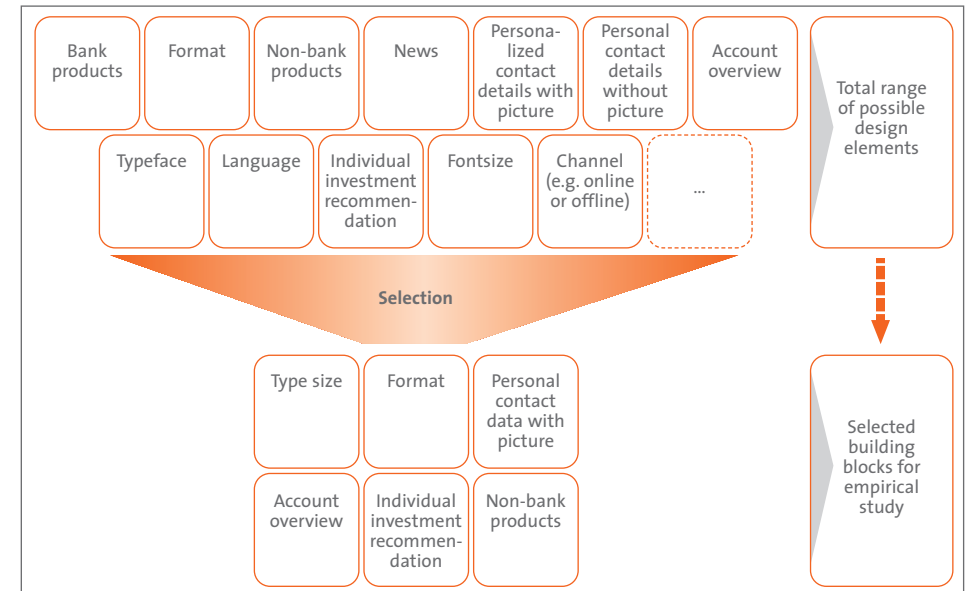 Bank
products
Format
Non-bank
products
News
Persona-
lized
contact
details with
picture
Personal
contact
details
without
picture
Account
overview
Total range
of possible
design
elements
Typeface
Language
Individual
investment
recommen-
dation
Fontsize
Channel
(e.g. online
or offline)
...
Selection
Type size
Format
Personal
contact
data with
picture
Account
overview
Individual
investment
recommen-
dation
Non-bank
products
Selected
building
blocks for
empirical
study